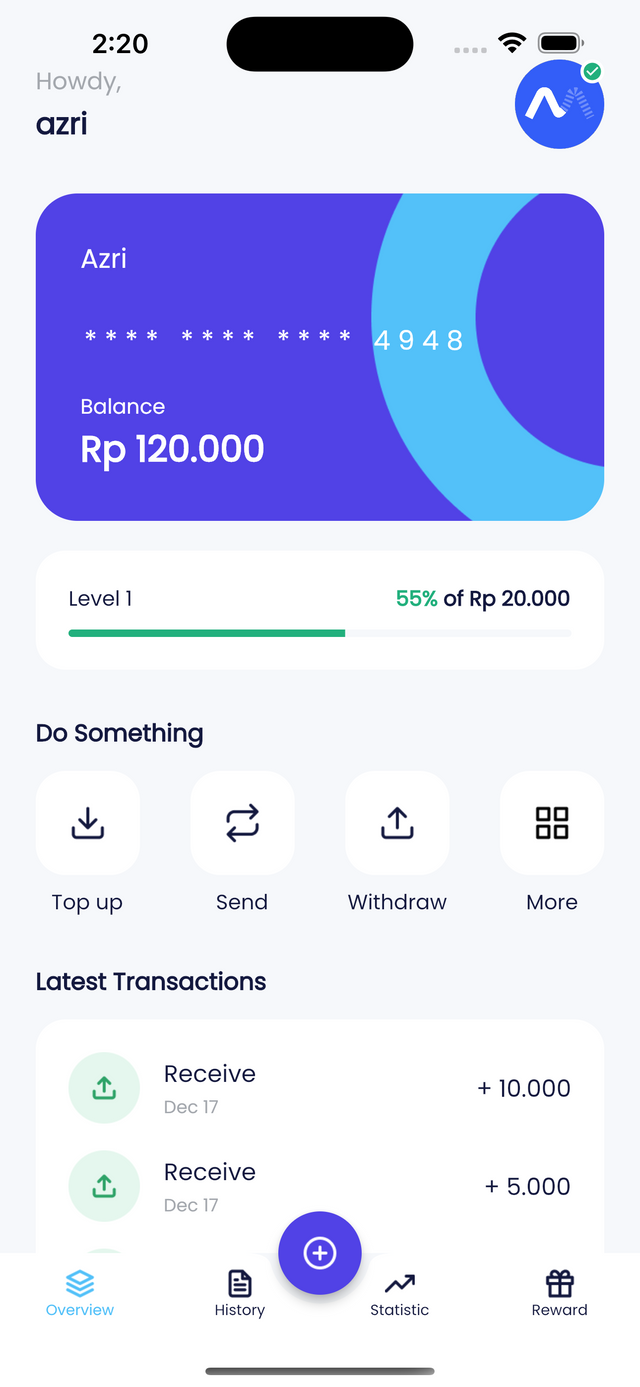 2:20
Howdy,
azri
Azri
**** **** **** 4948
Balance
Rp 120.000
Level 1
55% of Rp 20.000
Do Something
Top up
Send
Withdraw
More
Latest Transactions
Receive
+ 10.000
Dec 17
Receive
+ 5.000
Dec 17
Overview
History
Statistic
Reward